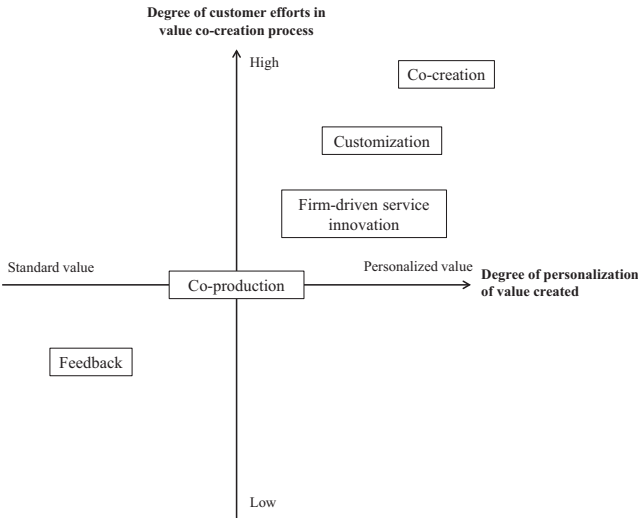 Degree of customer efforts in
value co-creation process
High
Co-creation
Customization
Firm-driven service
innovation
Standard value
Personalized value
Degree of personalization
of value created
Co-production
Feedback
Low